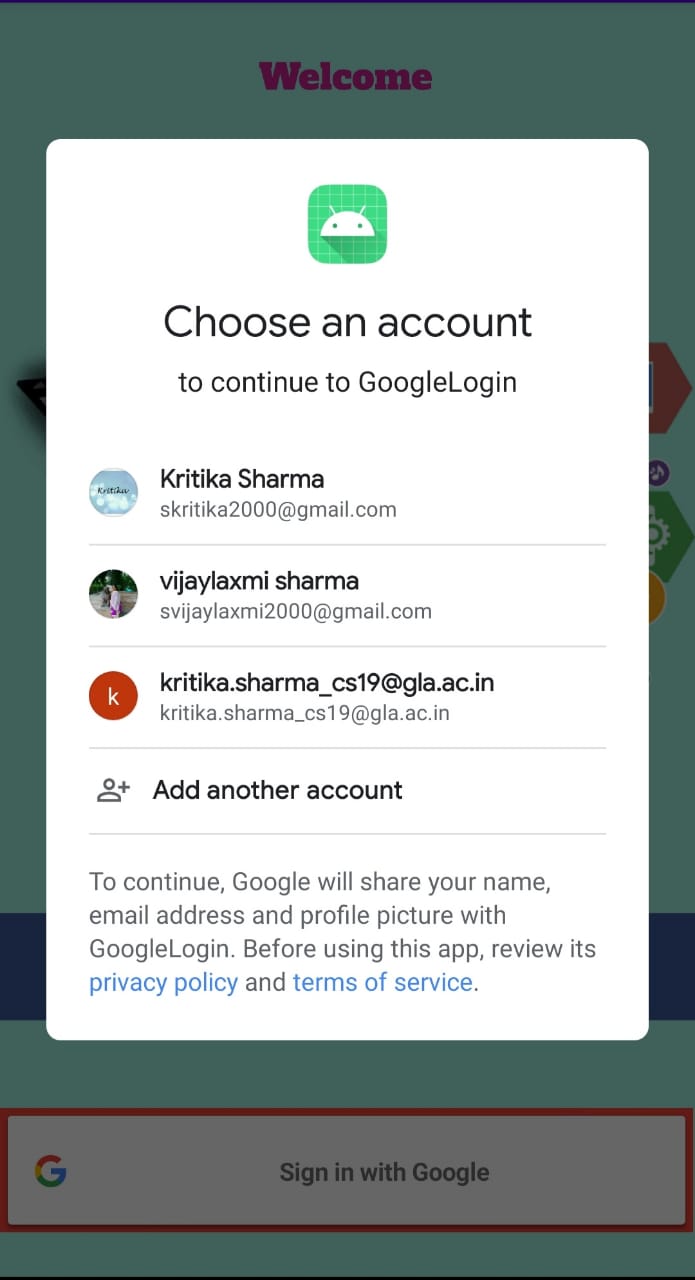 Welcome
Choose an account
to continue to GoogleLogin
Kritika
Kritika Sharma
skritika2000@gmail.com
vijaylaxmi sharma
svijaylaxmi2000@gmail.com
k
kritika.sharma_cs19@gla.ac.in
kritika.sharma_cs19@gla.ac.in
Add another account
To continue, Google will share your name,
email address and profile picture with
GoogleLogin. Before using this app, review its
privacy policy and terms of service.
G
Sign in with Google